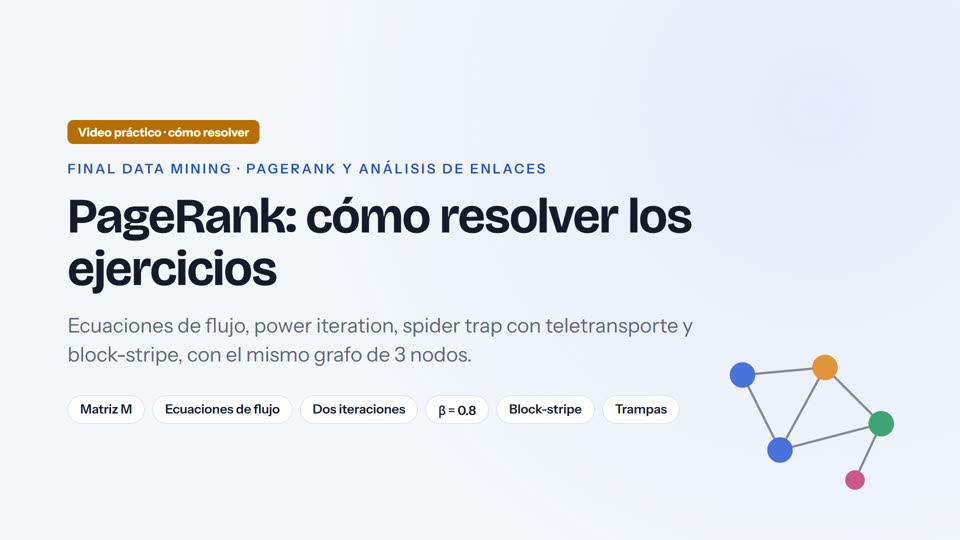 Video práctico · cómo resolver
FINAL DATA MINING · PAGERANK Y ANÁLISIS DE ENLACES
PageRank: cómo resolver los
ejercicios
Ecuaciones de flujo, power iteration, spider trap con teletransporte y
block-stripe, con el mismo grafo de 3 nodos.
Matriz M Ecuaciones de flujo Dos iteraciones β = 0.8 Block-stripe Trampas